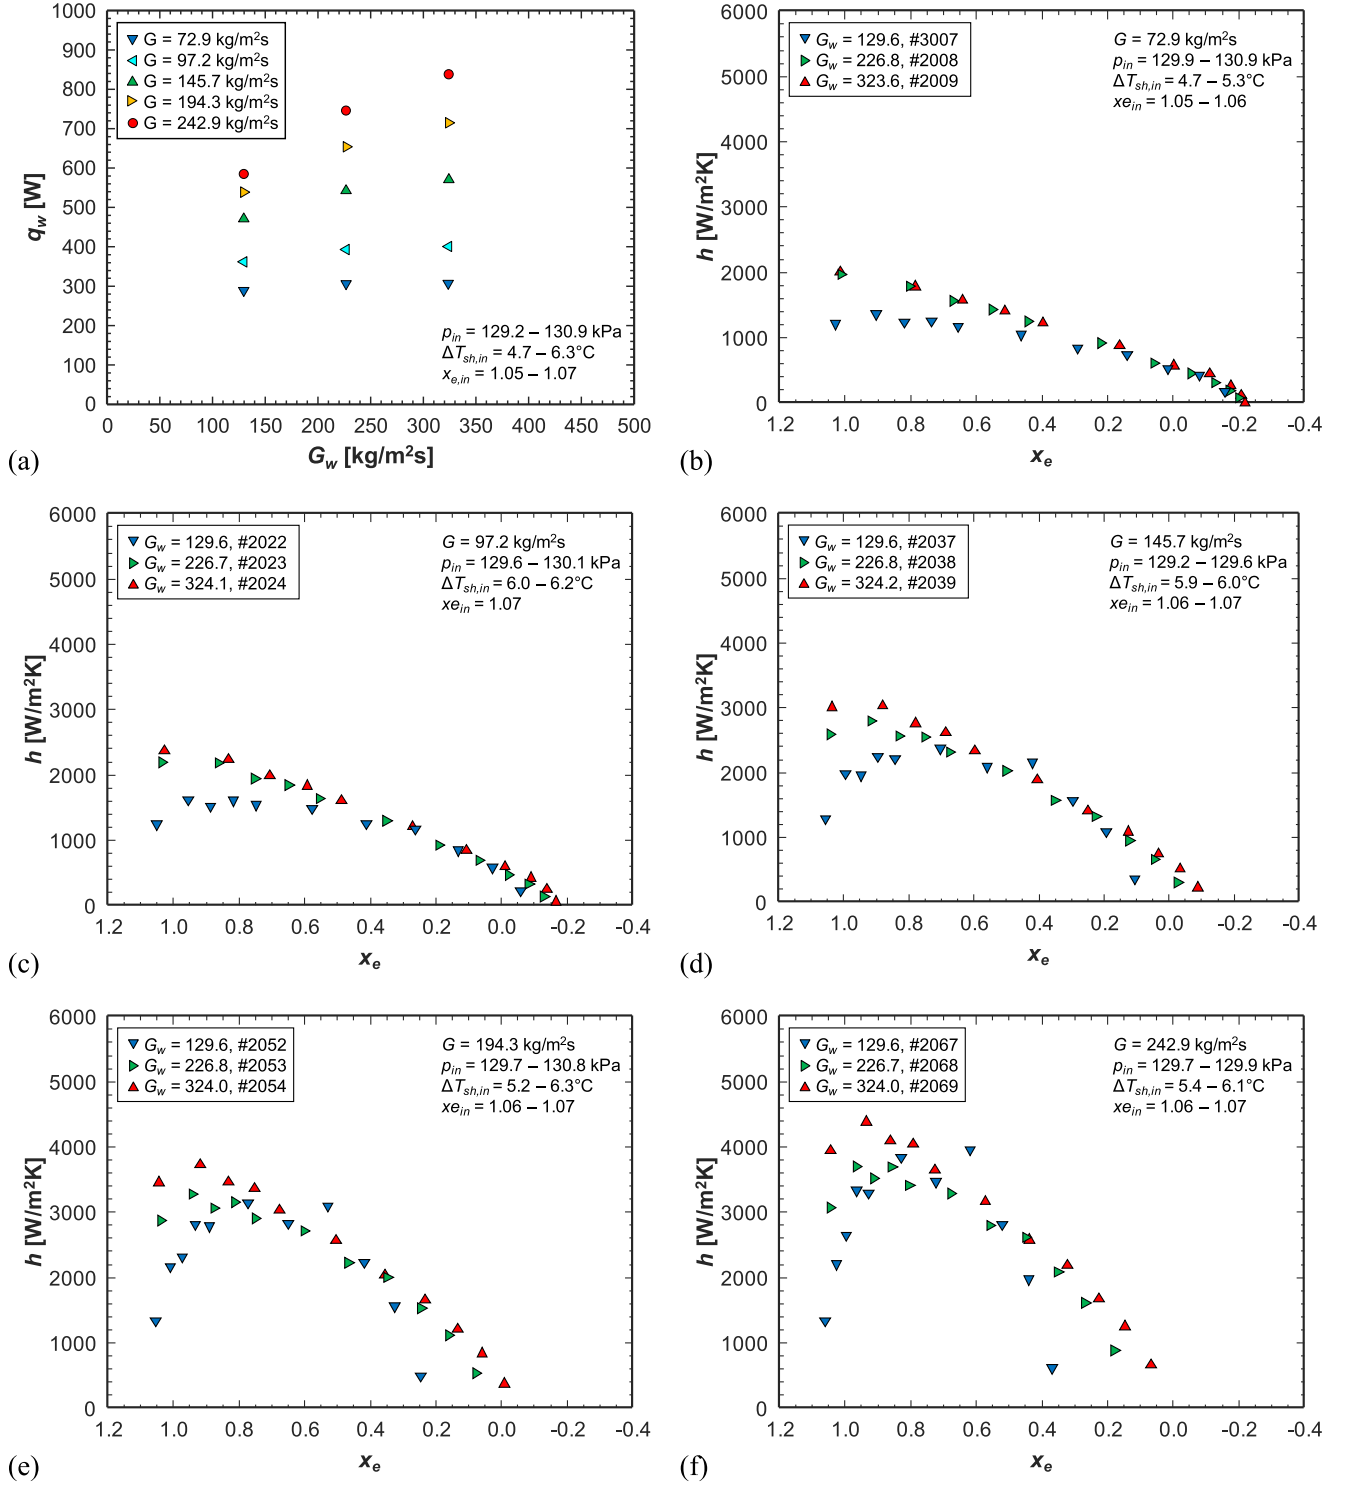 1000
900
800
700
600
500
400
300
200
100
0
q_w [W]
G = 72.9 kg/m²s
G = 97.2 kg/m²s
G = 145.7 kg/m²s
G = 194.3 kg/m²s
G = 242.9 kg/m²s
p_in = 129.2 – 130.9 kPa
ΔT_sh,in = 4.7 – 6.3°C
x_e,in = 1.05 – 1.07
0 50 100 150 200 250 300 350 400 450 500
G_w [kg/m²s]
(a)
6000
5000
4000
3000
2000
1000
0
h [W/m²K]
G_w = 129.6, #3007
G_w = 226.8, #2008
G_w = 323.6, #2009
G = 72.9 kg/m²s
p_in = 129.9 – 130.9 kPa
ΔT_sh,in = 4.7 – 5.3°C
xe_in = 1.05 – 1.06
1.2 1.0 0.8 0.6 0.4 0.2 0.0 -0.2 -0.4
x_e
(b)
6000
5000
4000
3000
2000
1000
0
h [W/m²K]
G_w = 129.6, #2022
G_w = 226.7, #2023
G_w = 324.1, #2024
G = 97.2 kg/m²s
p_in = 129.6 – 130.1 kPa
ΔT_sh,in = 6.0 – 6.2°C
xe_in = 1.07
1.2 1.0 0.8 0.6 0.4 0.2 0.0 -0.2 -0.4
x_e
(c)
6000
5000
4000
3000
2000
1000
0
h [W/m²K]
G_w = 129.6, #2037
G_w = 226.8, #2038
G_w = 324.2, #2039
G = 145.7 kg/m²s
p_in = 129.2 – 129.6 kPa
ΔT_sh,in = 5.9 – 6.0°C
xe_in = 1.06 – 1.07
1.2 1.0 0.8 0.6 0.4 0.2 0.0 -0.2 -0.4
x_e
(d)
6000
5000
4000
3000
2000
1000
0
h [W/m²K]
G_w = 129.6, #2052
G_w = 226.8, #2053
G_w = 324.0, #2054
G = 194.3 kg/m²s
p_in = 129.7 – 130.8 kPa
ΔT_sh,in = 5.2 – 6.3°C
xe_in = 1.06 – 1.07
1.2 1.0 0.8 0.6 0.4 0.2 0.0 -0.2 -0.4
x_e
(e)
6000
5000
4000
3000
2000
1000
0
h [W/m²K]
G_w = 129.6, #2067
G_w = 226.7, #2068
G_w = 324.0, #2069
G = 242.9 kg/m²s
p_in = 129.7 – 129.9 kPa
ΔT_sh,in = 5.4 – 6.1°C
xe_in = 1.06 – 1.07
1.2 1.0 0.8 0.6 0.4 0.2 0.0 -0.2 -0.4
x_e
(f)